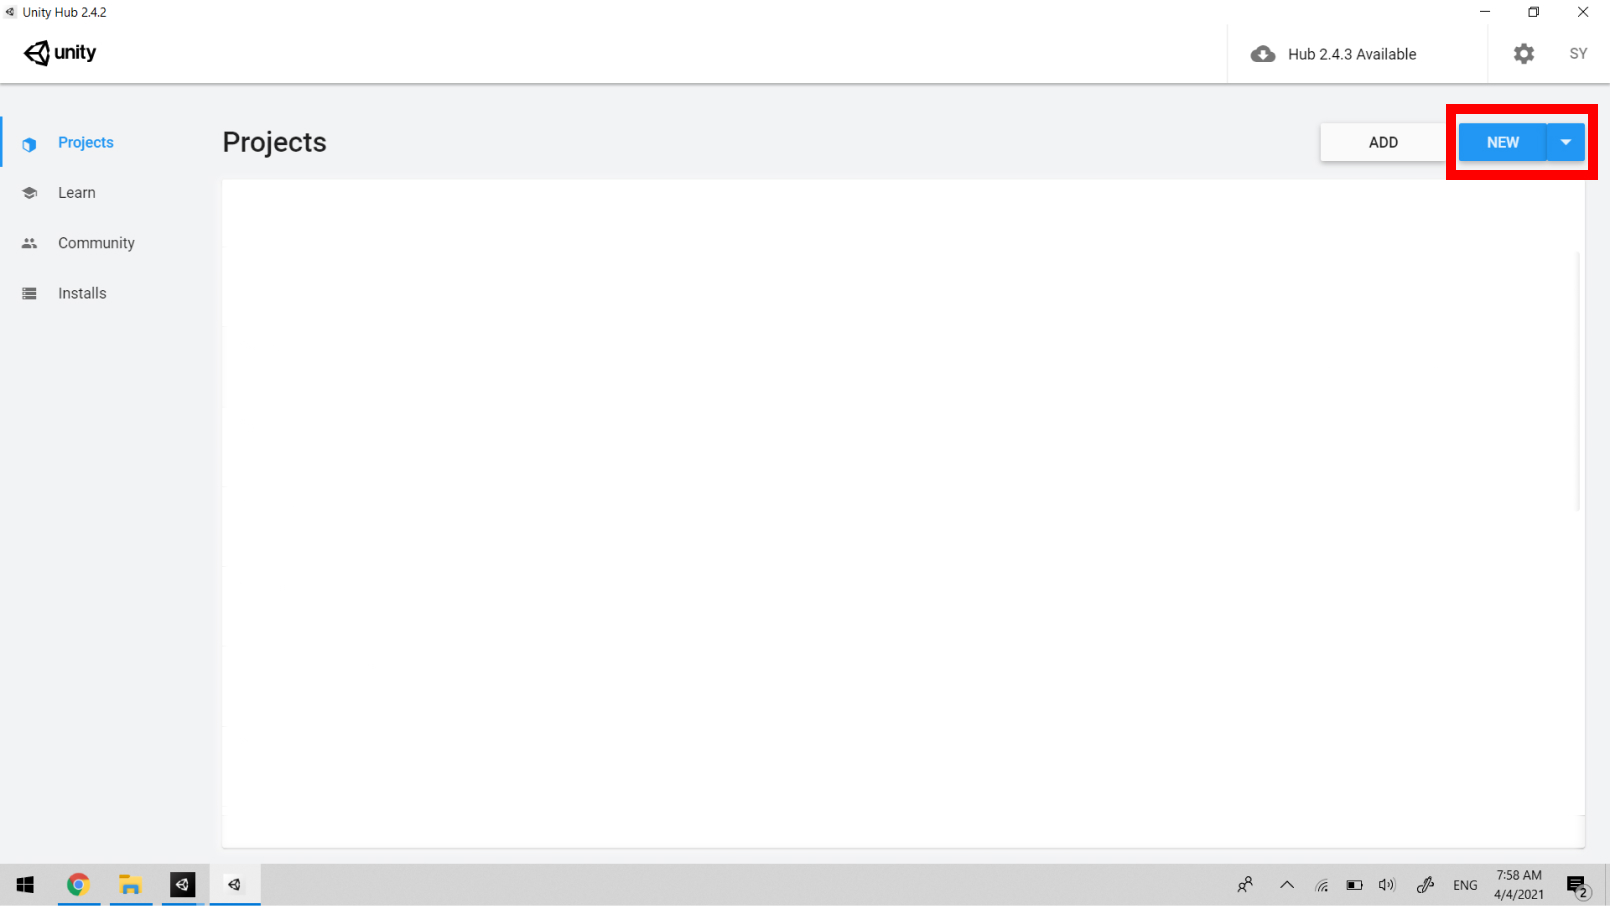 Unity Hub 2.4.2
unity
Hub 2.4.3 Available
SY
Projects
Learn
Community
Installs
Projects
ADD
NEW
ENG
7:58 AM
4/4/2021
2